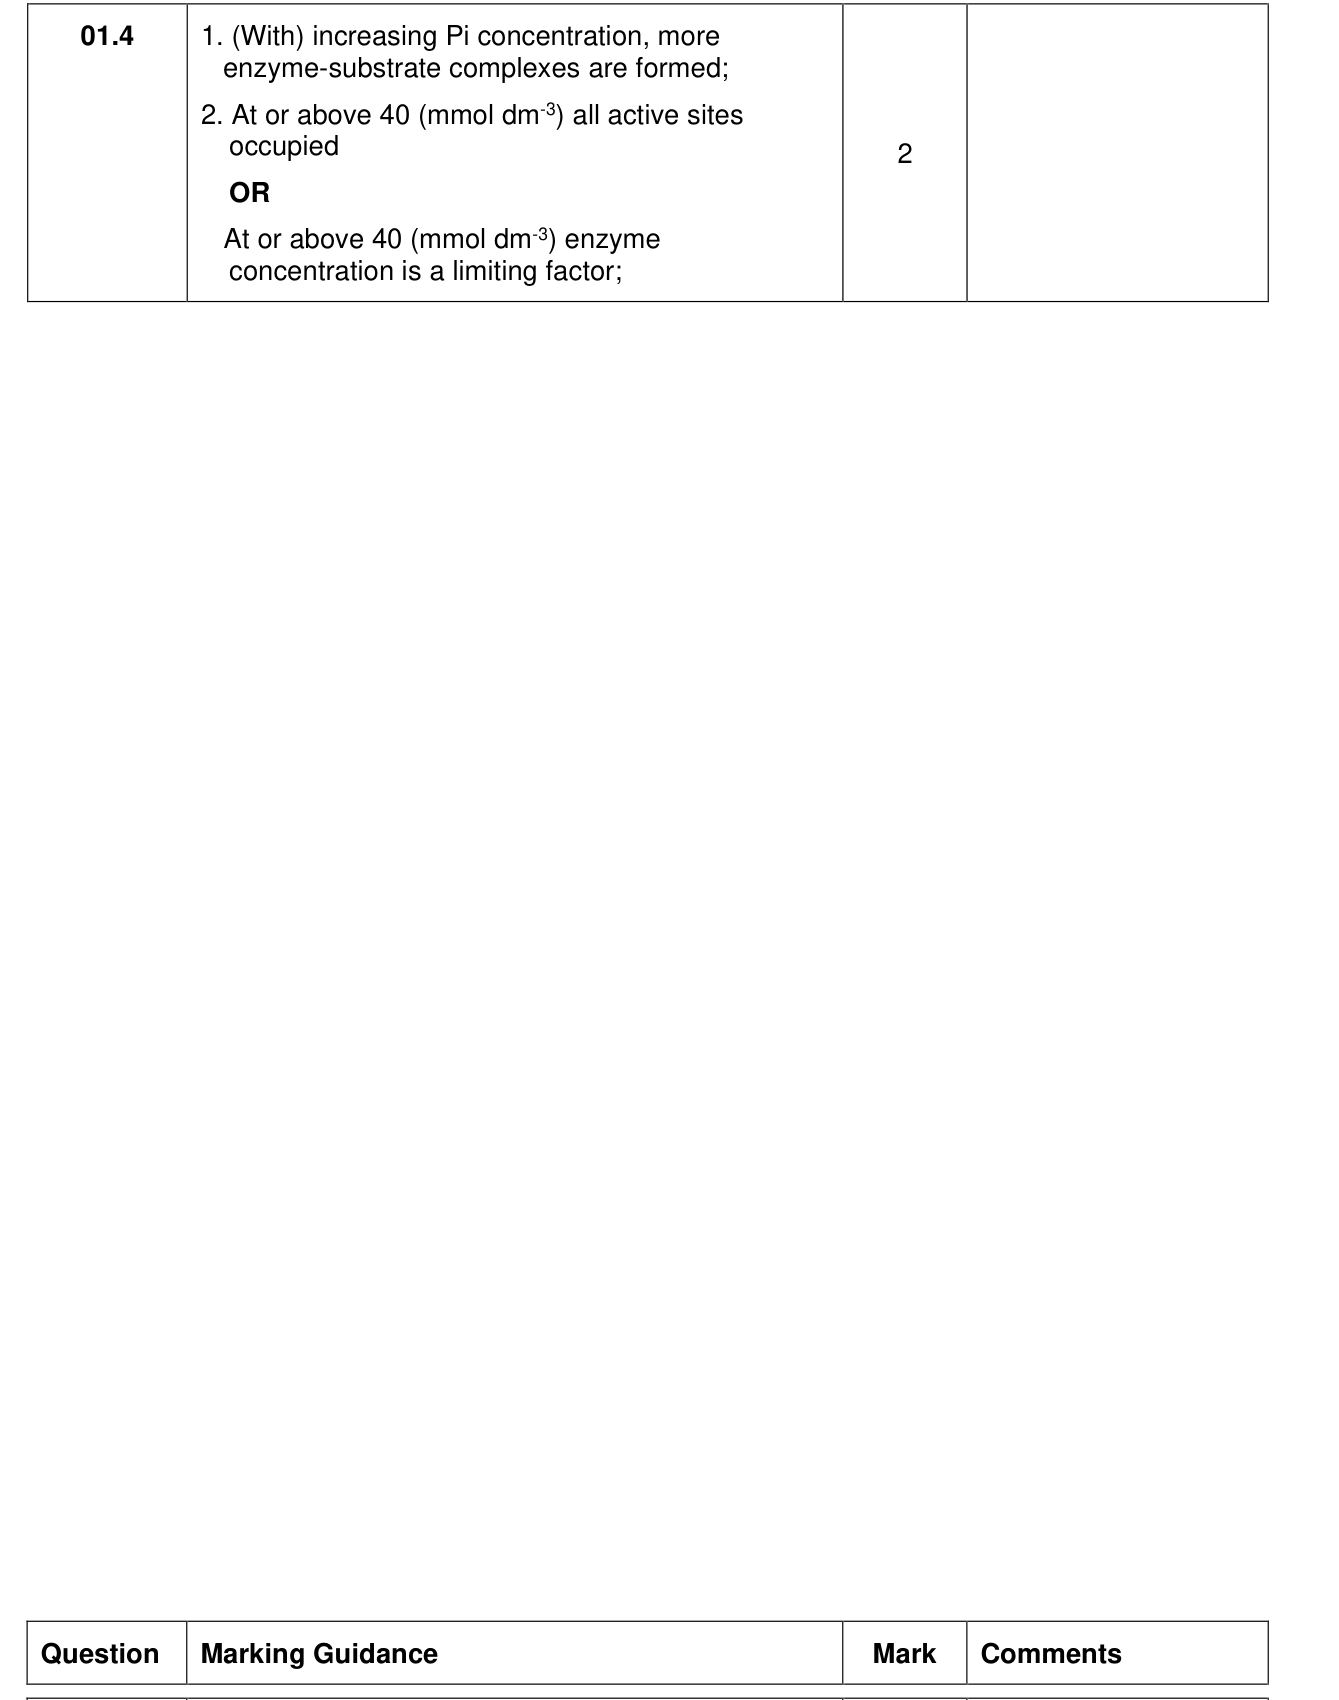 01.4
1. (With) increasing Pi concentration, more
enzyme-substrate complexes are formed;
2. At or above 40 (mmol dm⁻³) all active sites
occupied
OR
At or above 40 (mmol dm⁻³) enzyme
concentration is a limiting factor;
2
Question Marking Guidance Mark Comments